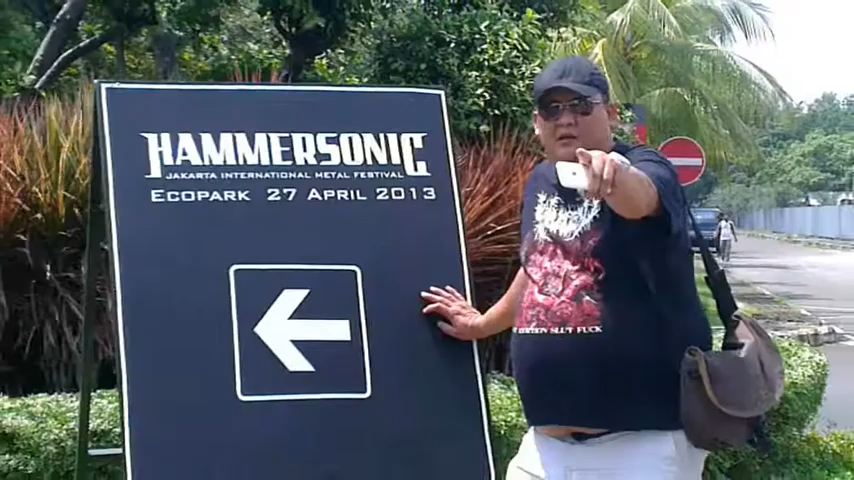 HAMMERSONIC
JAKARTA INTERNATIONAL METAL FESTIVAL
ECOPARK 27 APRIL 2013
SLUT FUCK